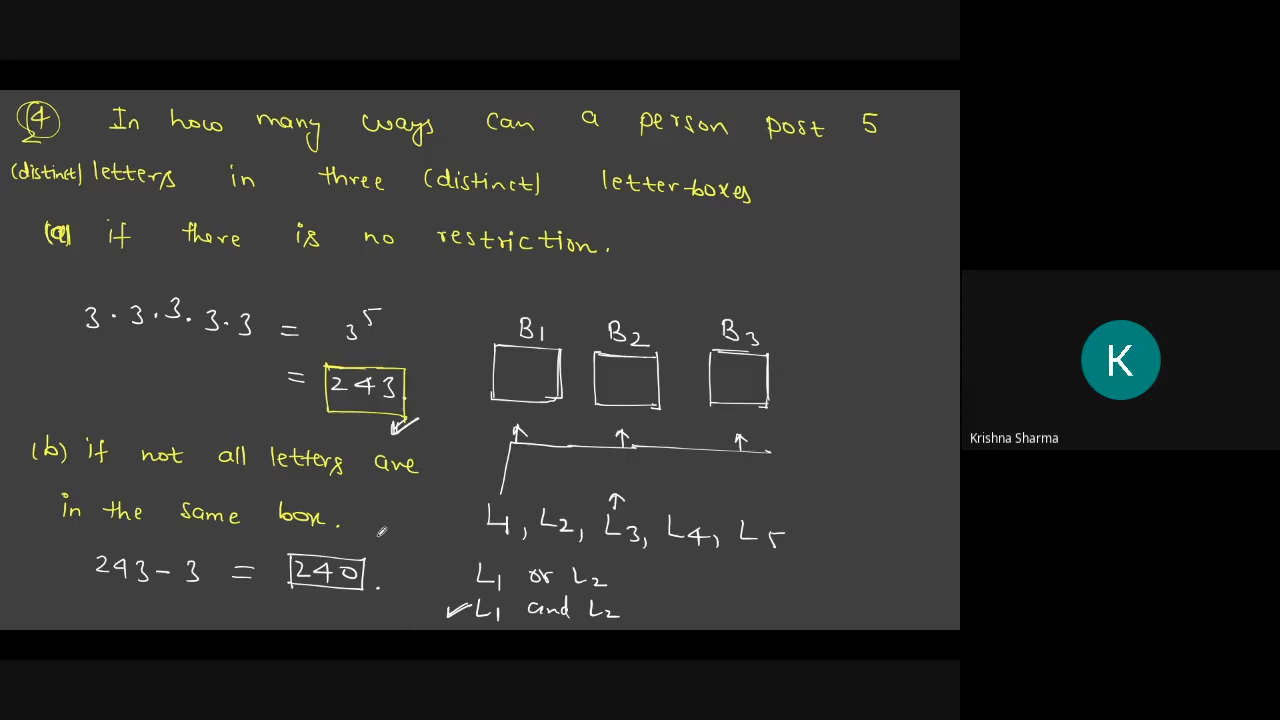 4 In how many ways can a person post 5
(distinct) letters in three (distinct) letter-boxes
(a) if there is no restriction.
3 · 3 · 3 · 3 · 3 = 3⁵
= 243
B1 B2 B3
(b) if not all letters are
in the same box.
243 - 3 = 240.
L1, L2, L3, L4, L5
L1 or L2
✓ L1 and L2
K
Krishna Sharma